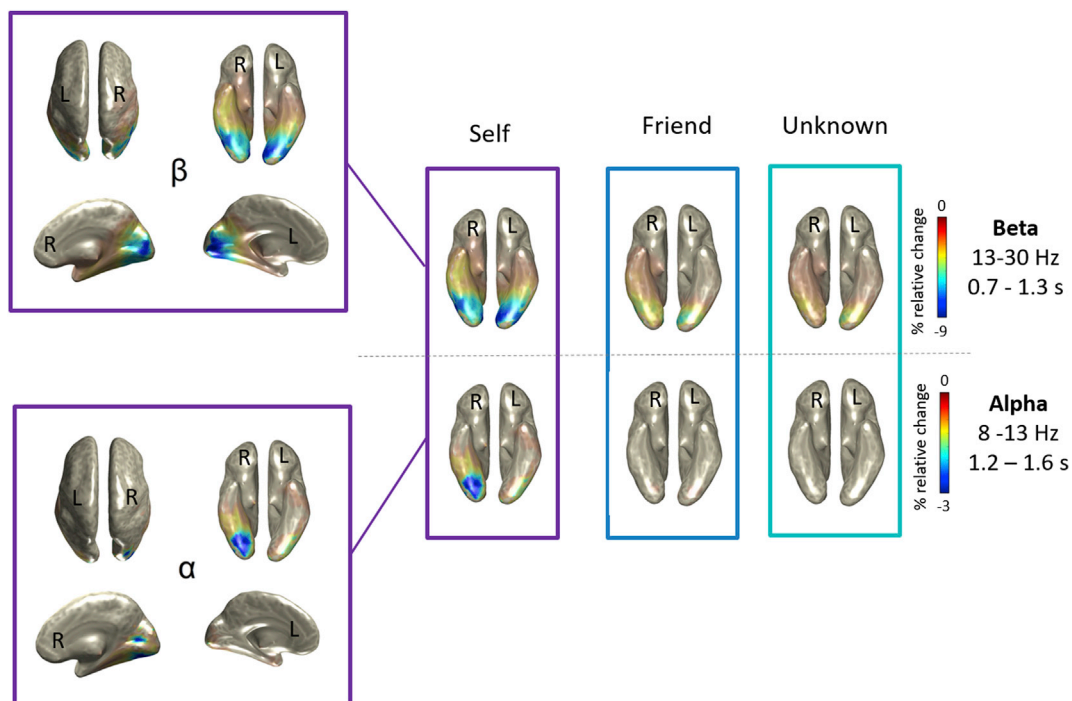 L
R
R
L
β
R
L
Self
Friend
Unknown
R
L
R
L
R
L
% relative change
0
-9
Beta
13-30 Hz
0.7 - 1.3 s
R
L
R
L
R
L
% relative change
0
-3
Alpha
8 -13 Hz
1.2 – 1.6 s
L
R
R
L
α
R
L